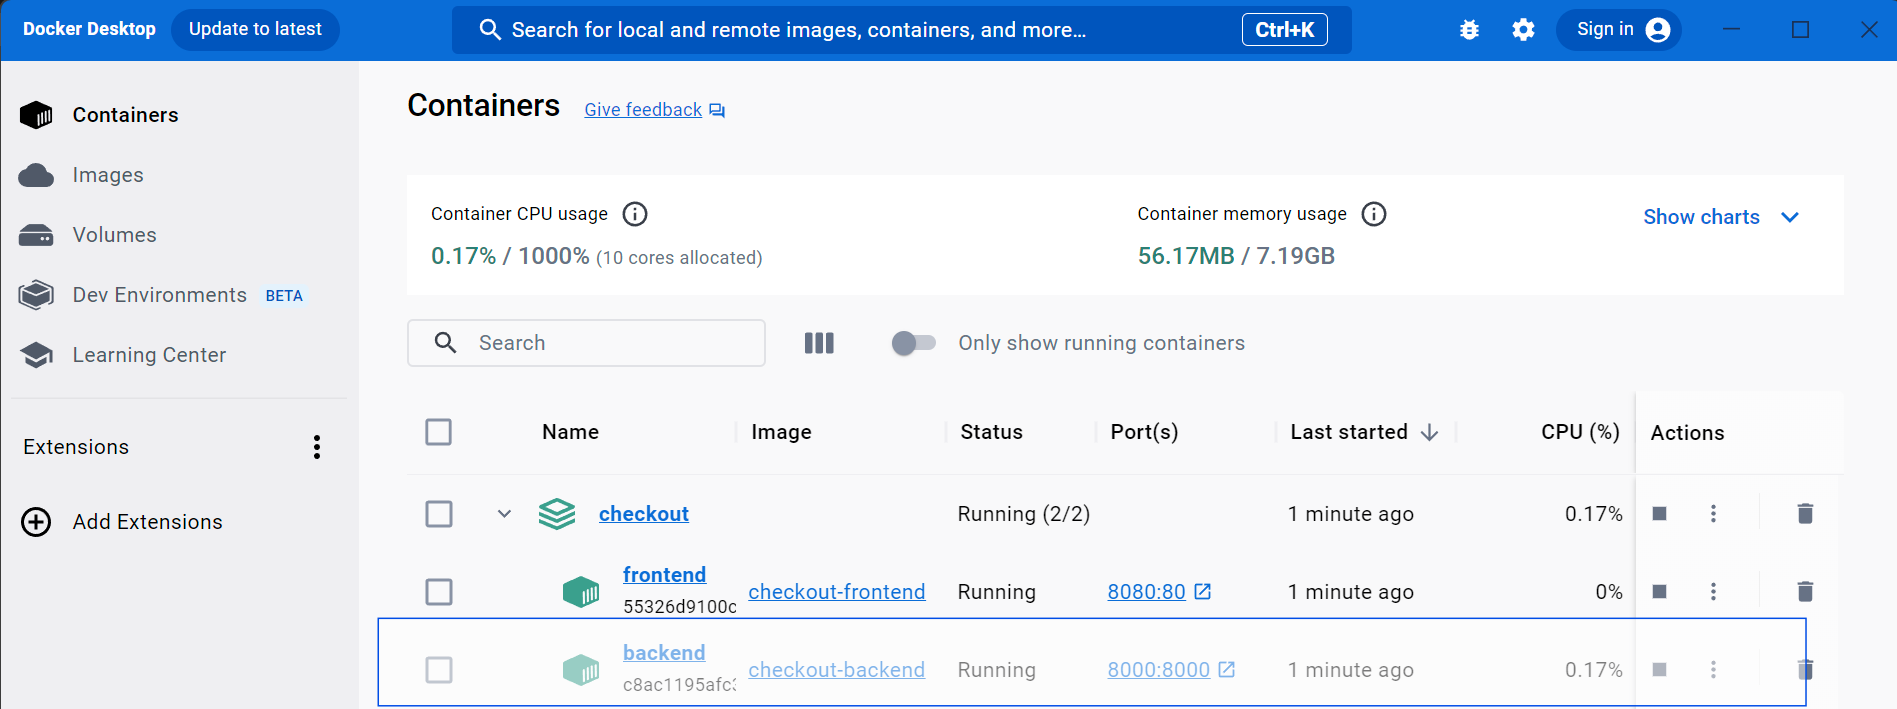 Docker Desktop Update to latest Search for local and remote images, containers, and more... Ctrl+K Sign in
Containers
Images
Volumes
Dev Environments BETA
Learning Center
Extensions
Add Extensions
Containers Give feedback
Container CPU usage
0.17% / 1000% (10 cores allocated)
Container memory usage
56.17MB / 7.19GB
Show charts
Search Only show running containers
Name Image Status Port(s) Last started CPU (%) Actions
checkout Running (2/2) 1 minute ago 0.17%
frontend
55326d9100c
checkout-frontend Running 8080:80 1 minute ago 0%
backend
c8ac1195afc
checkout-backend Running 8000:8000 1 minute ago 0.17%